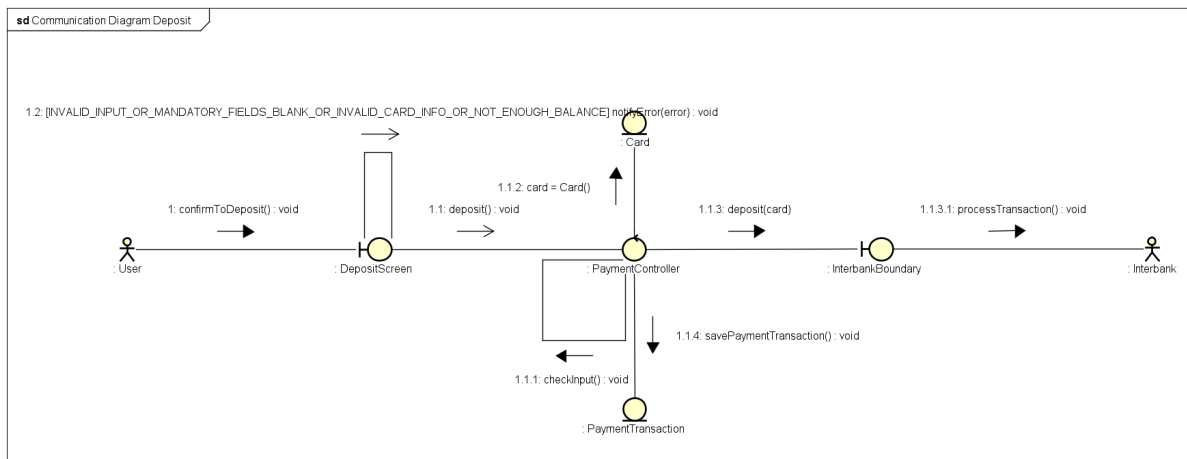 sd Communication Diagram Deposit
1.2: [INVALID_INPUT_OR_MANDATORY_FIELDS_BLANK_OR_INVALID_CARD_INFO_OR_NOT_ENOUGH_BALANCE] notifyError(error) : void
: Card
1.1.2: card = Card()
1: confirmToDeposit() : void
1.1: deposit() : void
1.1.3: deposit(card)
1.1.3.1: processTransaction() : void
: User
: DepositScreen
: PaymentController
: InterbankBoundary
: Interbank
1.1.4: savePaymentTransaction() : void
1.1.1: checkInput() : void
: PaymentTransaction